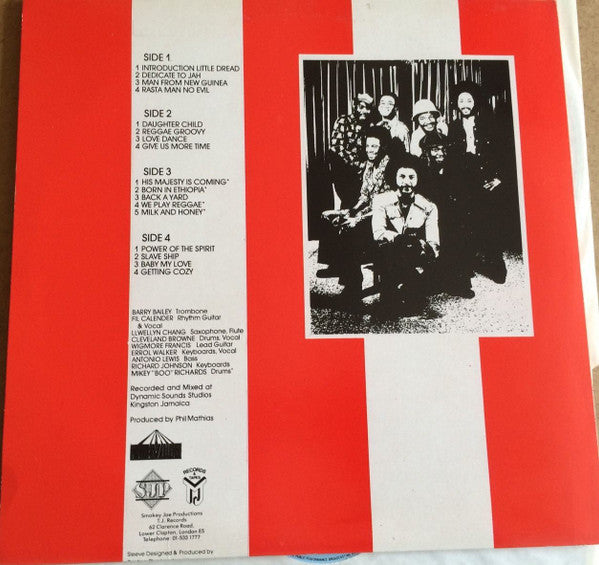 SIDE 1
1 INTRODUCTION LITTLE DREAD
2 DEDICATE TO JAH
3 MAN FROM NEW GUINEA
4 RASTA MAN NO EVIL
SIDE 2
1 DAUGHTER CHILD
2 REGGAE GROOVY
3 LOVE DANCE
4 GIVE US MORE TIME
SIDE 3
1 HIS MAJESTY IS COMING*
2 BORN IN ETHIOPIA*
3 BACK A YARD
4 WE PLAY REGGAE*
5 MILK AND HONEY*
SIDE 4
1 POWER OF THE SPIRIT
2 SLAVE SHIP
3 BABY MY LOVE
4 GETTING COZY
BARRY BAILEY Trombone
FIL CALENDER Rhythm Guitar
& Vocal
LLWELLYN CHANG Saxophone, Flute
CLEVELAND BROWNE Drums, Vocal
WIGMORE FRANCIS Lead Guitar
ERROL WALKER Keyboards, Vocal
ANTONIO LEWIS Bass
RICHARD JOHNSON Keyboards
MIKEY "BOO" RICHARDS Drums*
Recorded and Mixed at
Dynamic Sounds Studios
Kingston Jamaica
Produced by Phil Mathias
SJP
RECORDS
& TAPES
TJ
Smokey Joe Productions
T.J. Records
62 Clarence Road,
Lower Clapton, London E5
Telephone: 01-533 1777
Sleeve Designed & Produced by